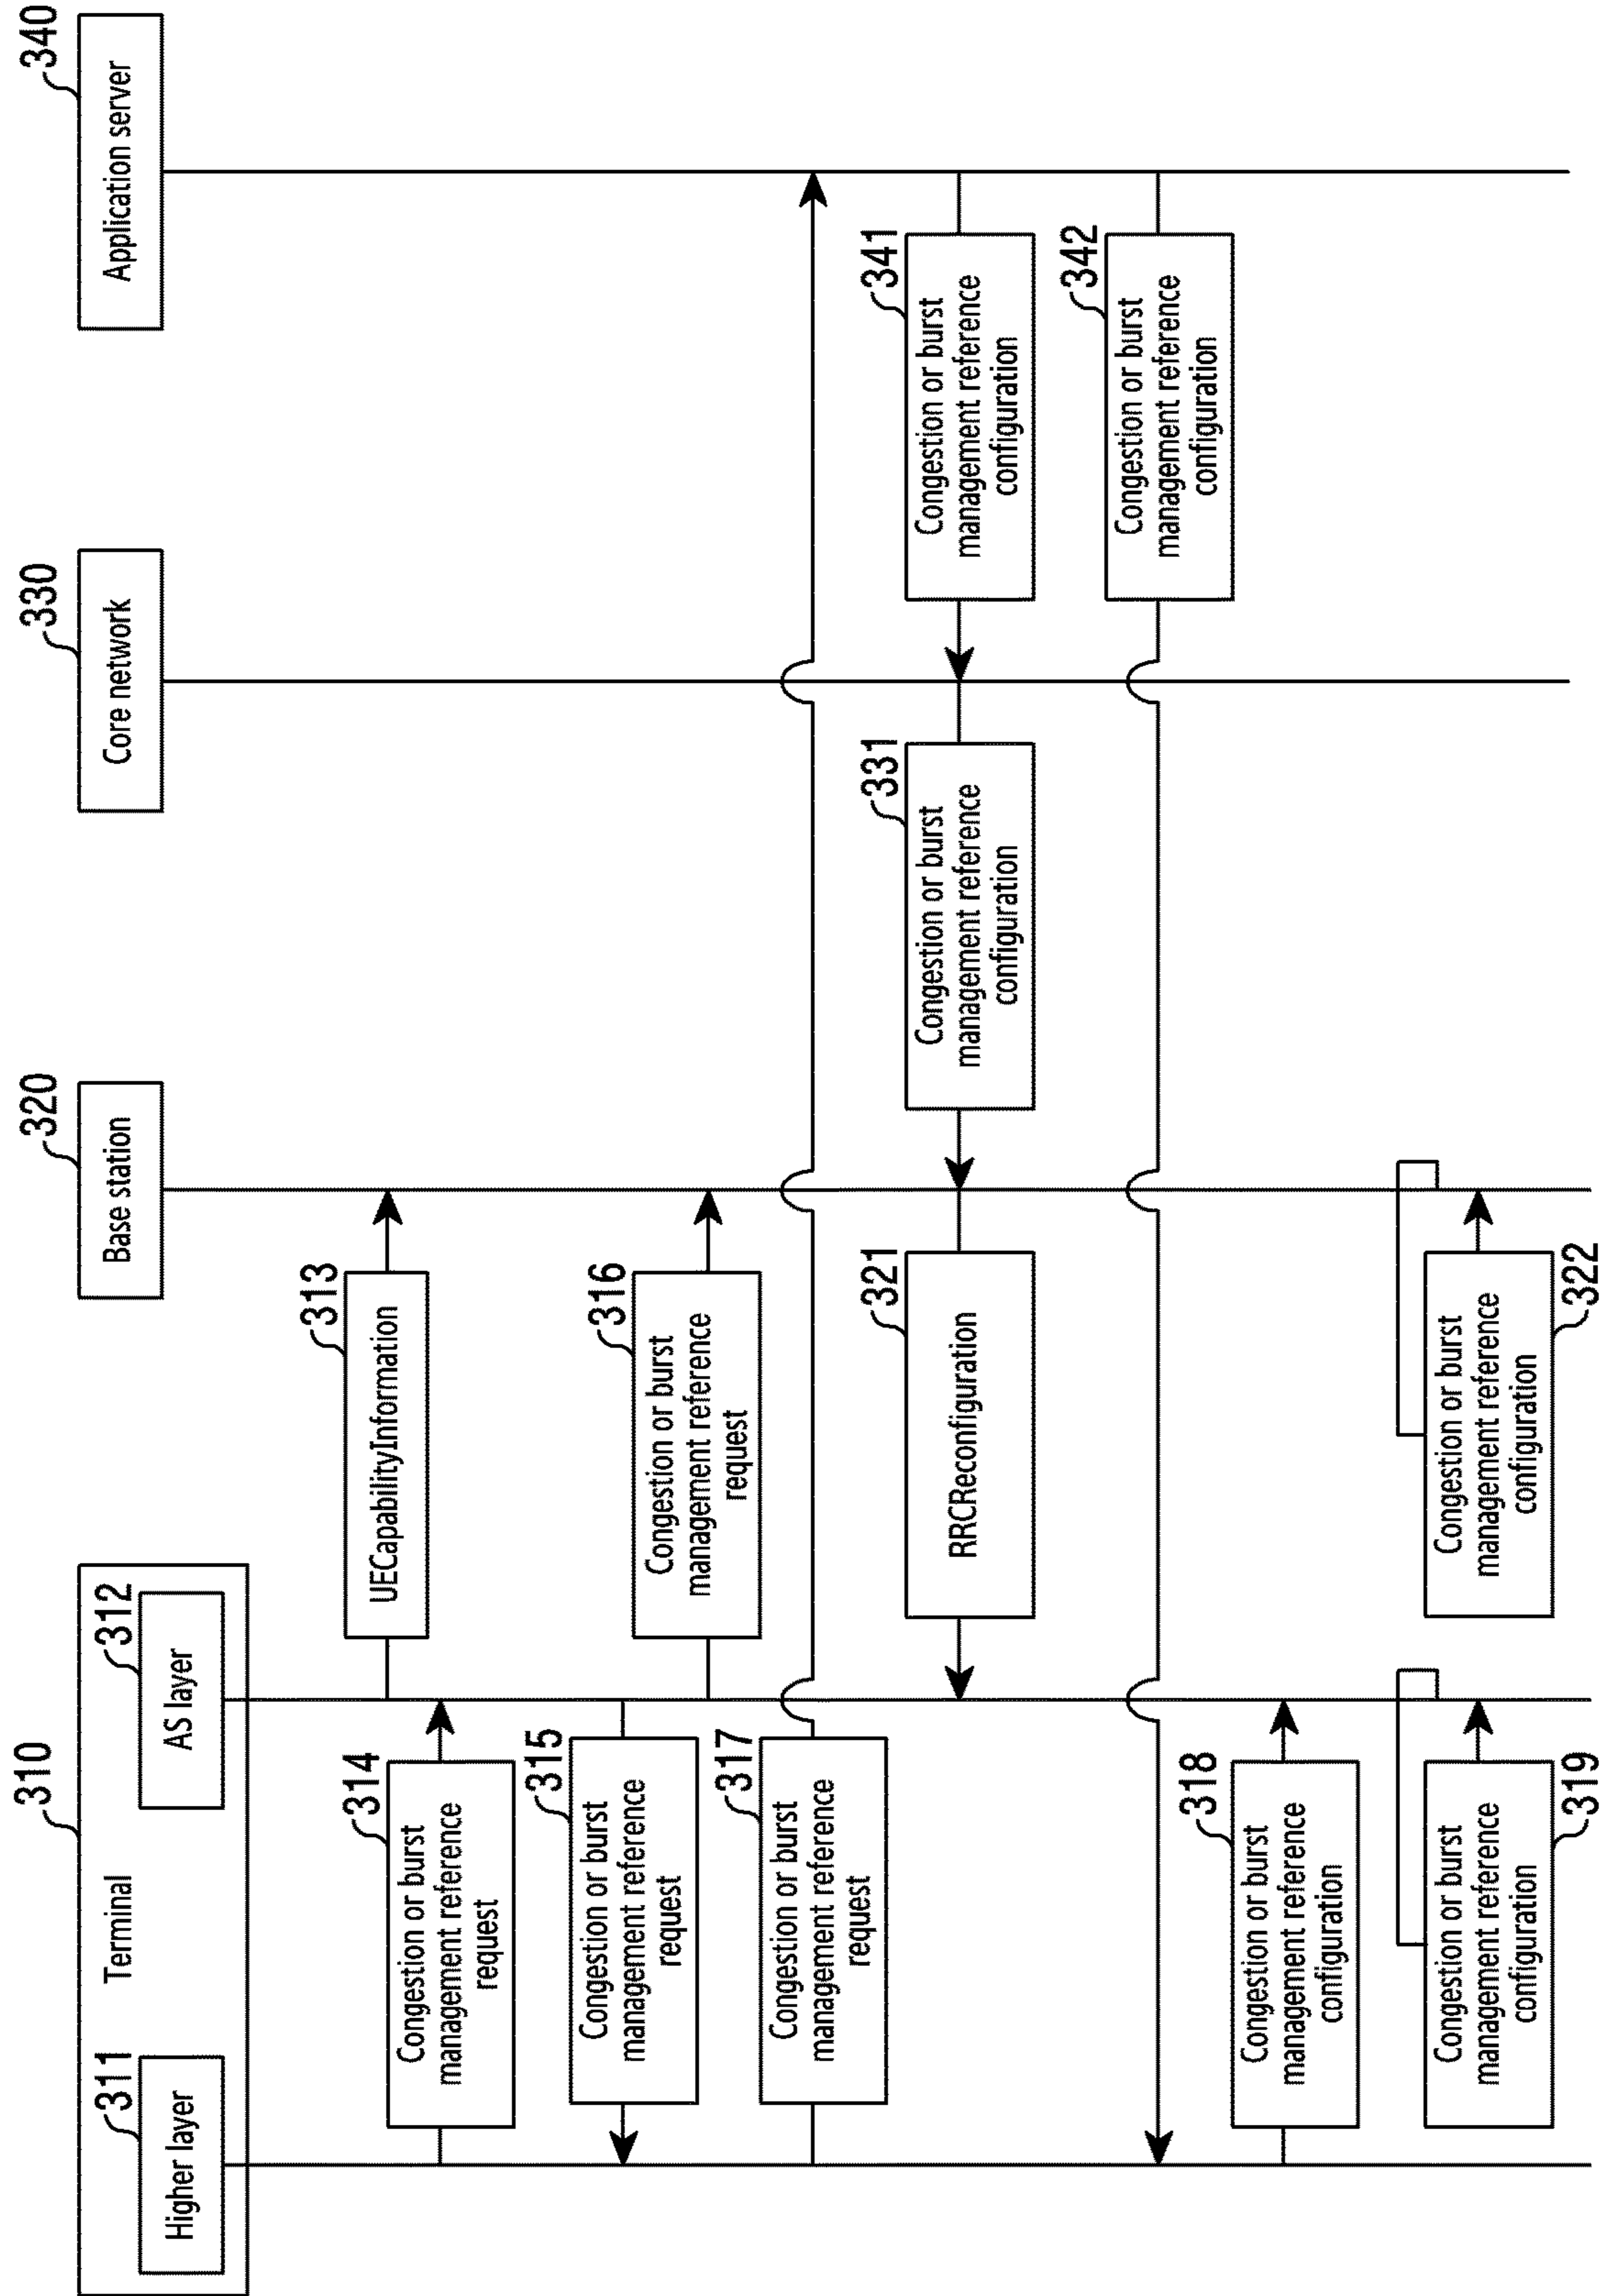 310
Terminal
311
Higher layer
312
AS layer
320
Base station
330
Core network
340
Application server
313
UECapabilityInformation
314
Congestion or burst
management reference
request
315
Congestion or burst
management reference
request
316
Congestion or burst
management reference
request
317
Congestion or burst
management reference
request
341
Congestion or burst
management reference
configuration
331
Congestion or burst
management reference
configuration
321
RRCReconfiguration
342
Congestion or burst
management reference
configuration
318
Congestion or burst
management reference
configuration
Congestion or burst
management reference
configuration
319
Congestion or burst
management reference
configuration
322